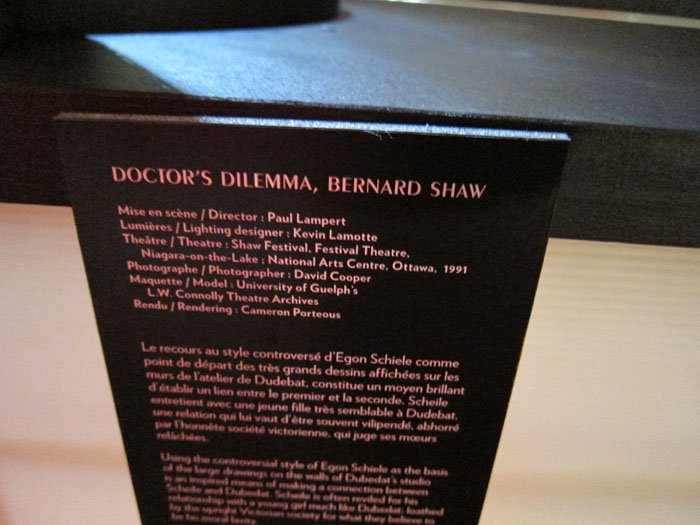 DOCTOR'S DILEMMA, BERNARD SHAW
Mise en scène / Director : Paul Lampert
Lumières / Lighting designer : Kevin Lamotte
Théâtre / Theatre : Shaw Festival, Festival Theatre,
Niagara-on-the-Lake : National Arts Centre, Ottawa, 1991
Photographe / Photographer : David Cooper
Maquette / Model : University of Guelph's
L.W. Connolly Theatre Archives
Rendu / Rendering : Cameron Porteous
Le recours au style controversé d'Egon Schiele comme
point de départ des très grands dessins affichées sur les
murs de l'atelier de Dudebat, constitue un moyen brillant
d'établir un lien entre le premier et la seconde. Scheile
entretient avec une jeune fille très semblable à Dudebat,
une relation qui lui vaut d'être souvent vilipendé, abhorré
par l'honnête société victorienne, qui juge ses mœurs
relâchées.
Using the controversial style of Egon Schiele as the basis
of the large drawings on the walls of Dubedat's studio
is an inspired means of making a connection between
Schiele and Dubedat. Schiele is often reviled for his
relationship with a young girl much like Dubedat, loathed
by the upright Victorian society for what they believe to
be his moral laxity.